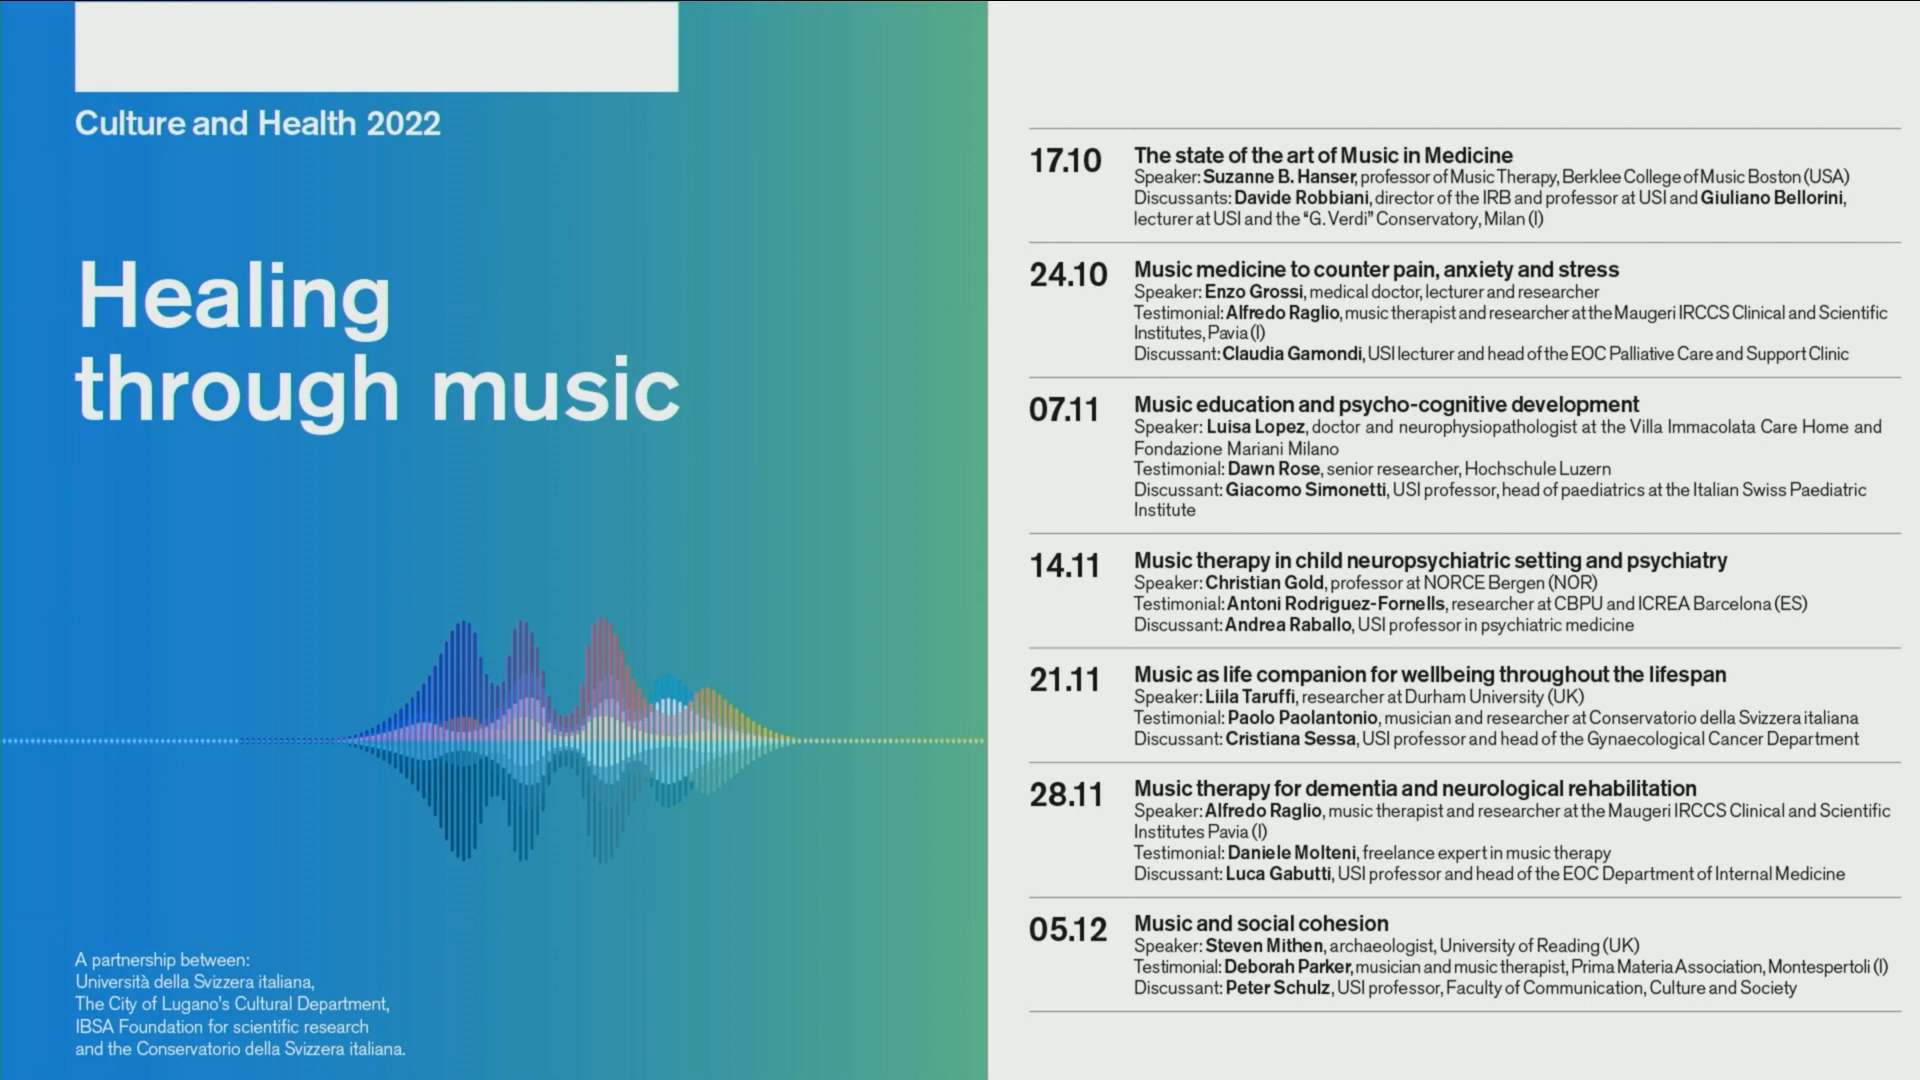 Culture and Health 2022
Healing
through music
A partnership between:
Università della Svizzera italiana,
The City of Lugano's Cultural Department,
IBSA Foundation for scientific research
and the Conservatorio della Svizzera italiana.
17.10
The state of the art of Music in Medicine
Speaker: Suzanne B. Hanser, professor of Music Therapy, Berklee College of Music Boston (USA)
Discussants: Davide Robbiani, director of the IRB and professor at USI and Giuliano Bellorini,
lecturer at USI and the “G. Verdi” Conservatory, Milan (I)
24.10
Music medicine to counter pain, anxiety and stress
Speaker: Enzo Grossi, medical doctor, lecturer and researcher
Testimonial: Alfredo Raglio, music therapist and researcher at the Maugeri IRCCS Clinical and Scientific
Institutes, Pavia (I)
Discussant: Claudia Gamondi, USI lecturer and head of the EOC Palliative Care and Support Clinic
07.11
Music education and psycho-cognitive development
Speaker: Luisa Lopez, doctor and neurophysiopathologist at the Villa Immacolata Care Home and
Fondazione Mariani Milano
Testimonial: Dawn Rose, senior researcher, Hochschule Luzern
Discussant: Giacomo Simonetti, USI professor, head of paediatrics at the Italian Swiss Paediatric
Institute
14.11
Music therapy in child neuropsychiatric setting and psychiatry
Speaker: Christian Gold, professor at NORCE Bergen (NOR)
Testimonial: Antoni Rodriguez-Fornells, researcher at CBPU and ICREA Barcelona (ES)
Discussant: Andrea Raballo, USI professor in psychiatric medicine
21.11
Music as life companion for wellbeing throughout the lifespan
Speaker: Liila Taruffi, researcher at Durham University (UK)
Testimonial: Paolo Paolantonio, musician and researcher at Conservatorio della Svizzera italiana
Discussant: Cristiana Sessa, USI professor and head of the Gynaecological Cancer Department
28.11
Music therapy for dementia and neurological rehabilitation
Speaker: Alfredo Raglio, music therapist and researcher at the Maugeri IRCCS Clinical and Scientific
Institutes Pavia (I)
Testimonial: Daniele Molteni, freelance expert in music therapy
Discussant: Luca Gabutti, USI professor and head of the EOC Department of Internal Medicine
05.12
Music and social cohesion
Speaker: Steven Mithen, archaeologist, University of Reading (UK)
Testimonial: Deborah Parker, musician and music therapist, Prima Materia Association, Montespertoli (I)
Discussant: Peter Schulz, USI professor, Faculty of Communication, Culture and Society